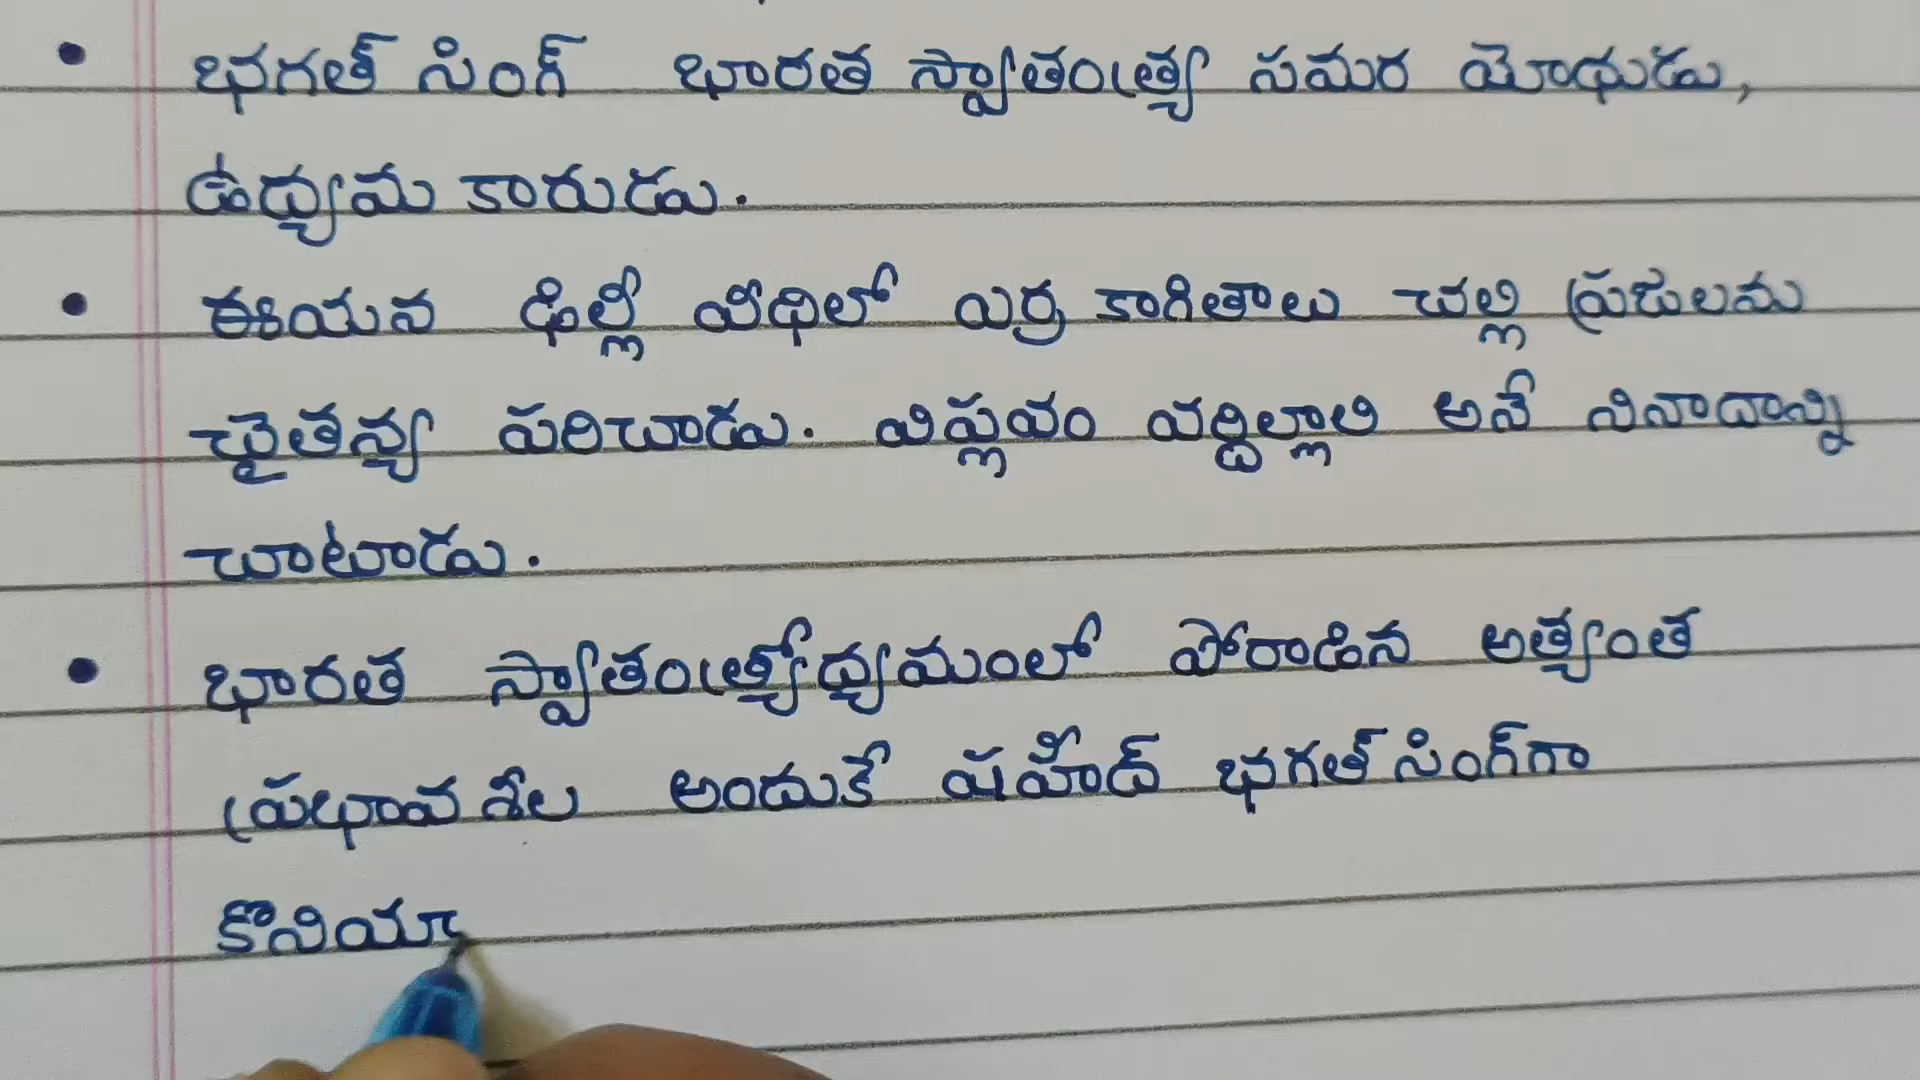 • భగత్ సింగ్ భారత స్వాతంత్ర్య సమర యోధుడు,
ఉద్యమ కారుడు.
• ఈయన ఢిల్లీ వీధిలో ఎర్ర కాగితాలు చల్లి ప్రజలను
చైతన్య పరిచాడు. విప్లవం వర్ధిల్లాలి అనే నినాదాన్ని
చాటాడు.
• భారత స్వాతంత్ర్యోద్యమంలో పోరాడిన అత్యంత
ప్రభావ శీల అందుకే షహీద్ భగత్ సింగ్‌గా
కొనియా